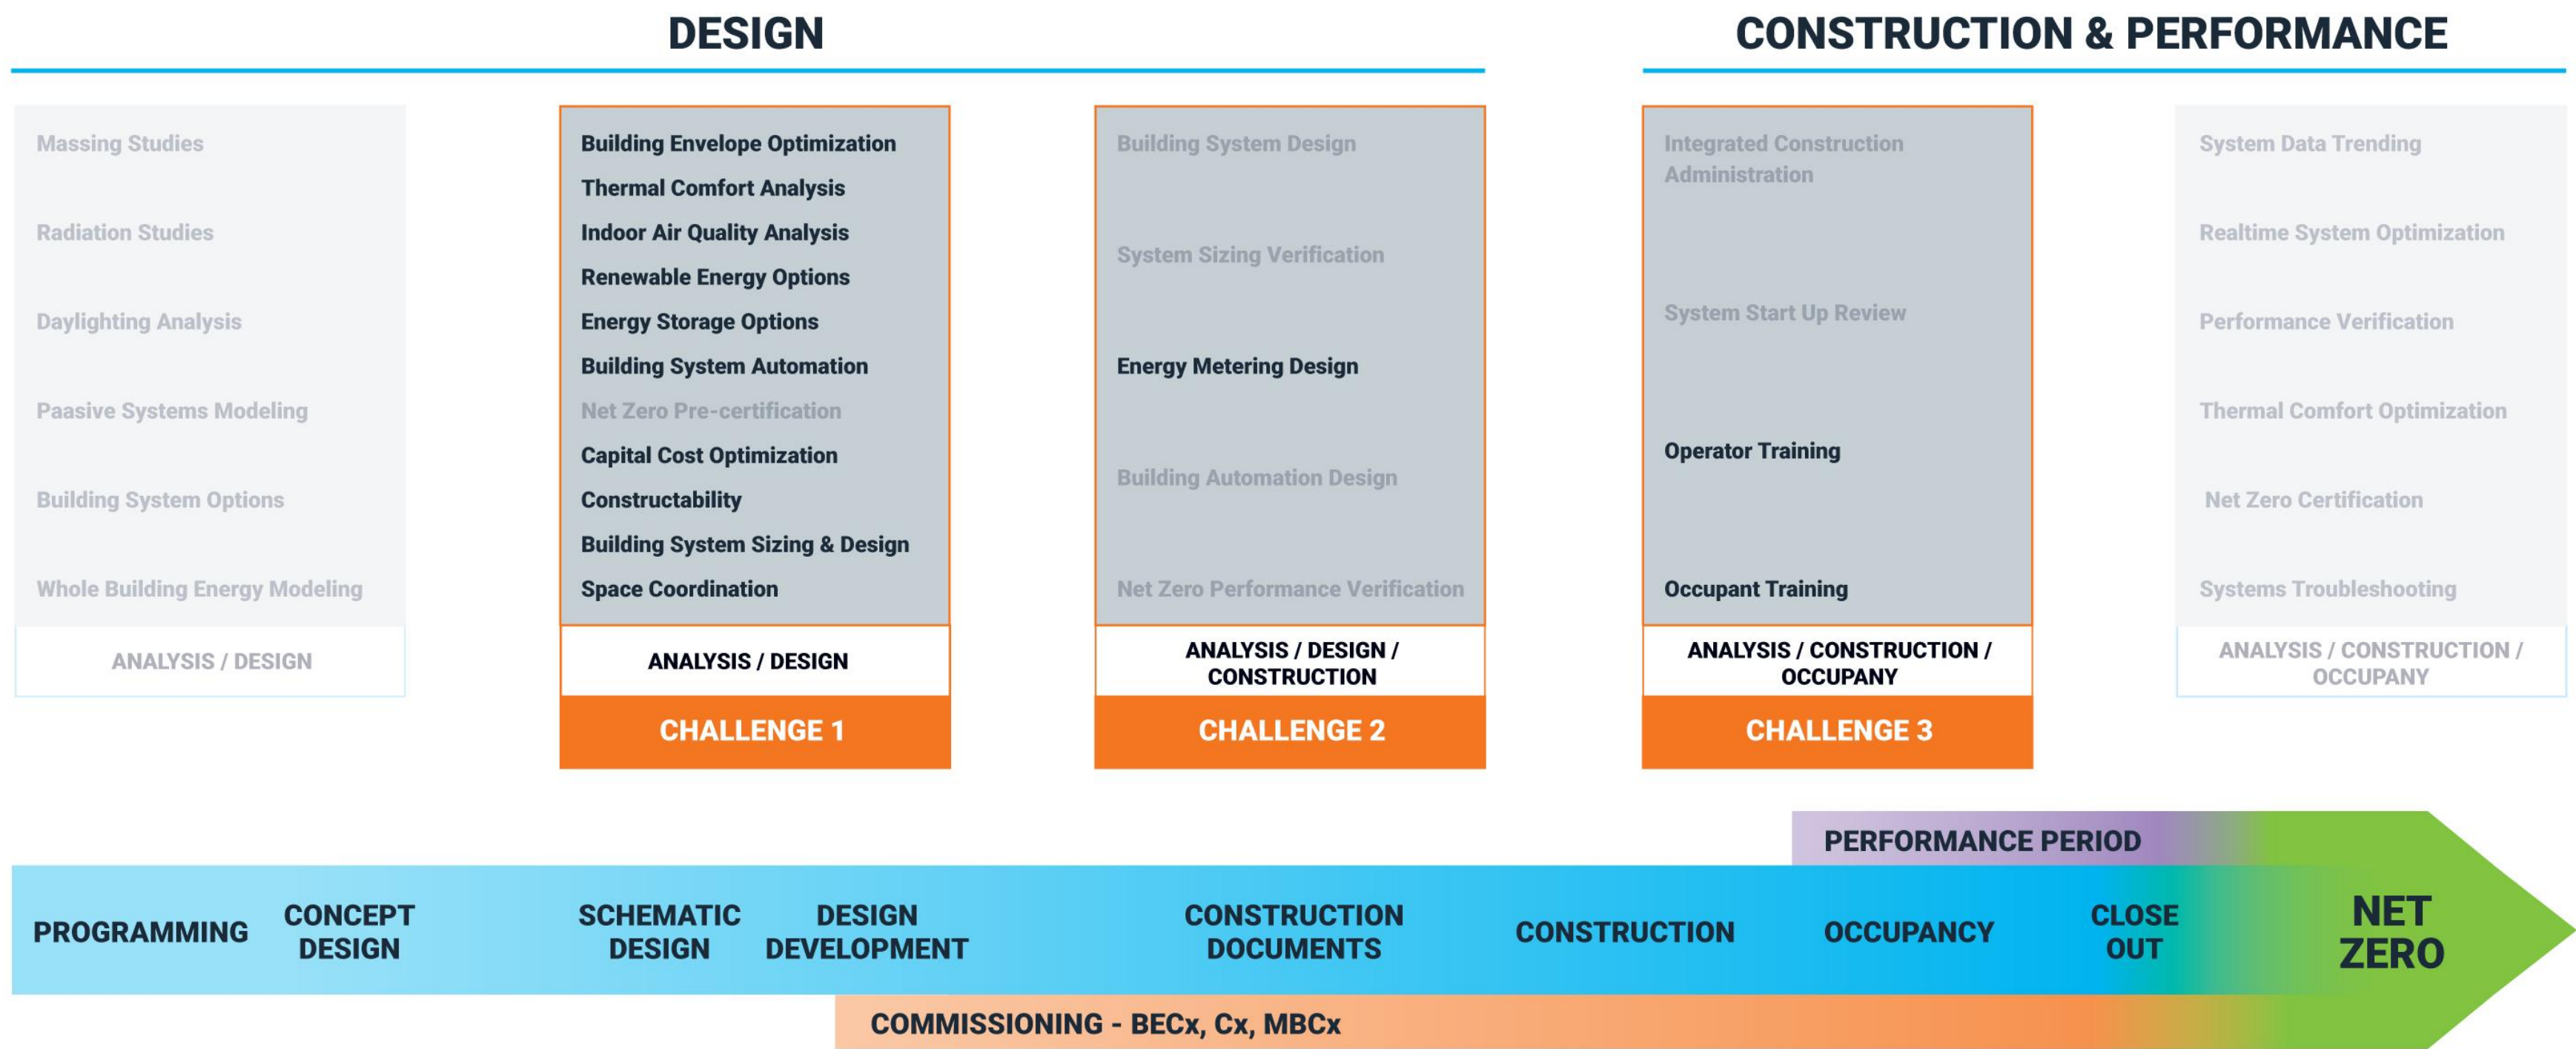 DESIGN
CONSTRUCTION & PERFORMANCE
Massing Studies
Radiation Studies
Daylighting Analysis
Paasive Systems Modeling
Building System Options
Whole Building Energy Modeling
ANALYSIS / DESIGN
Building Envelope Optimization
Thermal Comfort Analysis
Indoor Air Quality Analysis
Renewable Energy Options
Energy Storage Options
Building System Automation
Net Zero Pre-certification
Capital Cost Optimization
Constructability
Building System Sizing & Design
Space Coordination
ANALYSIS / DESIGN
CHALLENGE 1
Building System Design
System Sizing Verification
Energy Metering Design
Building Automation Design
Net Zero Performance Verification
ANALYSIS / DESIGN /
CONSTRUCTION
CHALLENGE 2
Integrated Construction
Administration
System Start Up Review
Operator Training
Occupant Training
ANALYSIS / CONSTRUCTION /
OCCUPANY
CHALLENGE 3
System Data Trending
Realtime System Optimization
Performance Verification
Thermal Comfort Optimization
Net Zero Certification
Systems Troubleshooting
ANALYSIS / CONSTRUCTION /
OCCUPANY
PERFORMANCE PERIOD
PROGRAMMING
CONCEPT
DESIGN
SCHEMATIC
DESIGN
DESIGN
DEVELOPMENT
CONSTRUCTION
DOCUMENTS
CONSTRUCTION
OCCUPANCY
CLOSE
OUT
NET
ZERO
COMMISSIONING - BECx, Cx, MBCx